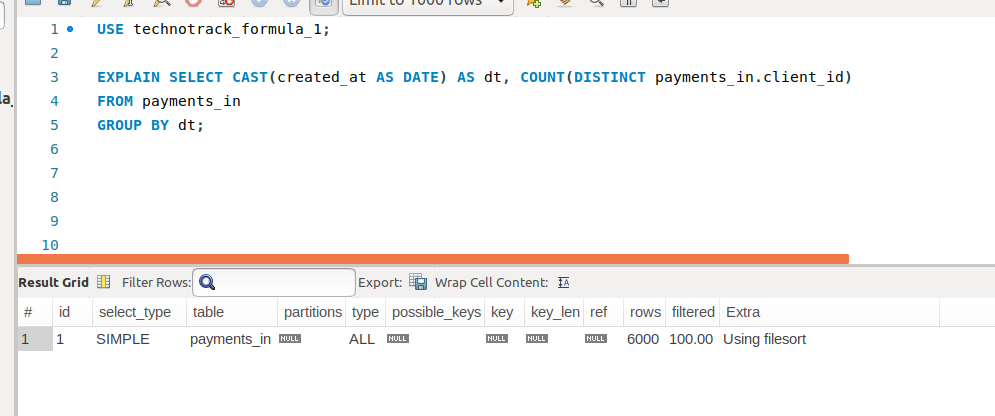 Limit to 1000 rows
1 USE technotrack_formula_1;
2
3 EXPLAIN SELECT CAST(created_at AS DATE) AS dt, COUNT(DISTINCT payments_in.client_id)
4 FROM payments_in
la.
5 GROUP BY dt;
6
7
8
9
10
Result Grid Filter Rows: Export: Wrap Cell Content: IA
# id select_type table partitions type possible_keys key key_len ref rows filtered Extra
1 1 SIMPLE payments_in NULL ALL NULL NULL NULL NULL 6000 100.00 Using filesort